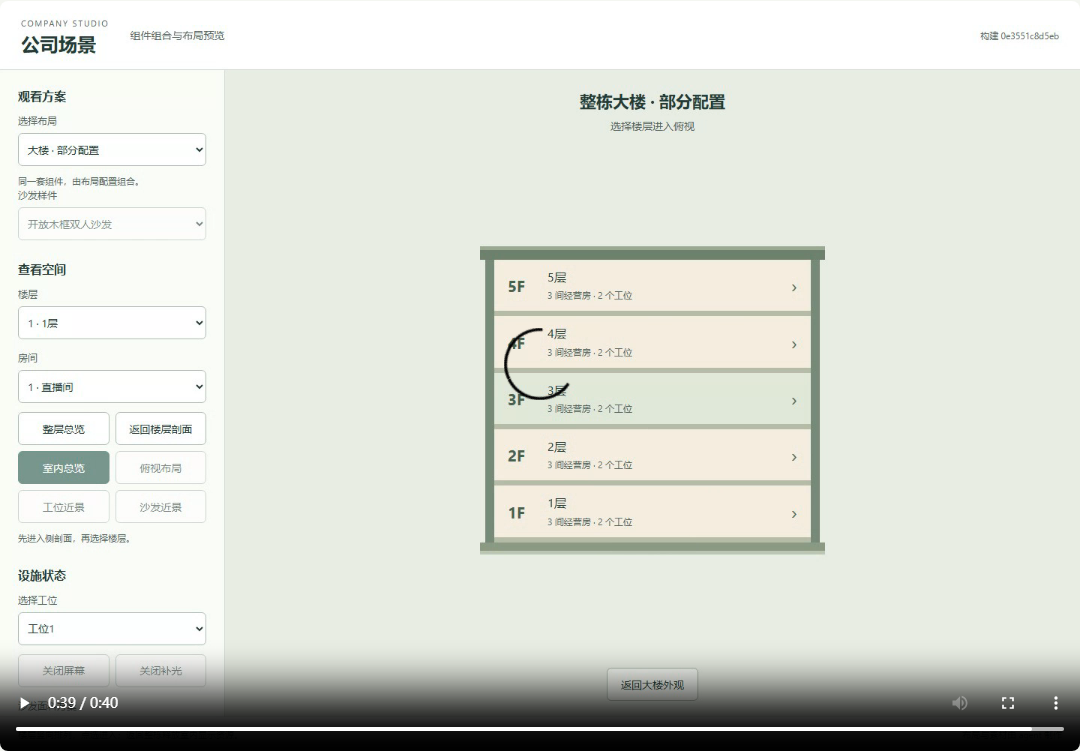 COMPANY STUDIO
公司场景
组件组合与布局预览
构建 0e3551c8d5eb
观看方案
选择布局
大楼 · 部分配置
同一套组件，由布局配置组合。
沙发样件
开放木框双人沙发
查看空间
楼层
1 · 1层
房间
1 · 直播间
整层总览
返回楼层剖面
室内总览
俯视布局
工位近景
沙发近景
先进入侧剖面，再选择楼层。
设施状态
选择工位
工位1
关闭屏幕
关闭补光
整栋大楼 · 部分配置
选择楼层进入俯视
5F
5层
3 间经营房 · 2 个工位
4F
4层
3 间经营房 · 2 个工位
3F
3层
3 间经营房 · 2 个工位
2F
2层
3 间经营房 · 2 个工位
1F
1层
3 间经营房 · 2 个工位
返回大楼外观
0:39 / 0:40